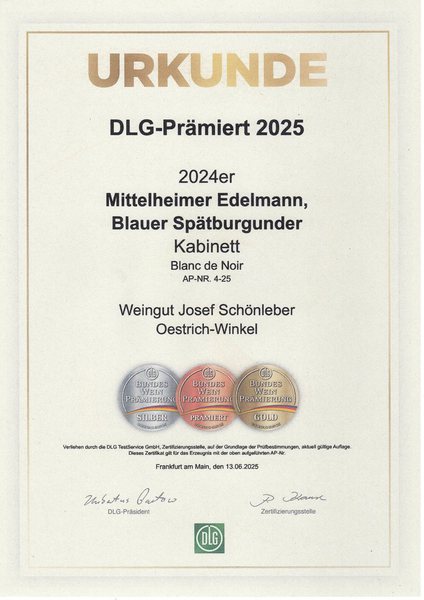 URKUNDE
DLG-Prämiert 2025
2024er
Mittelheimer Edelmann,
Blauer Spätburgunder
Kabinett
Blanc de Noir
AP-NR. 4-25
Weingut Josef Schönleber
Oestrich-Winkel
DLG DLG DLG
BUNDES BUNDES BUNDES
WEIN WEIN WEIN
PRÄMIERUNG PRÄMIERUNG PRÄMIERUNG
SILBER PRÄMIERT GOLD
Verliehen durch die DLG TestService GmbH, Zertifizierungsstelle, auf der Grundlage der Prüfbestimmungen, aktuell gültige Auflage.
Dieses Zertifikat gilt für das Erzeugnis mit der oben aufgeführten AP-Nr.
Frankfurt am Main, den 13.06.2025
DLG-Präsident Zertifizierungsstelle
DLG